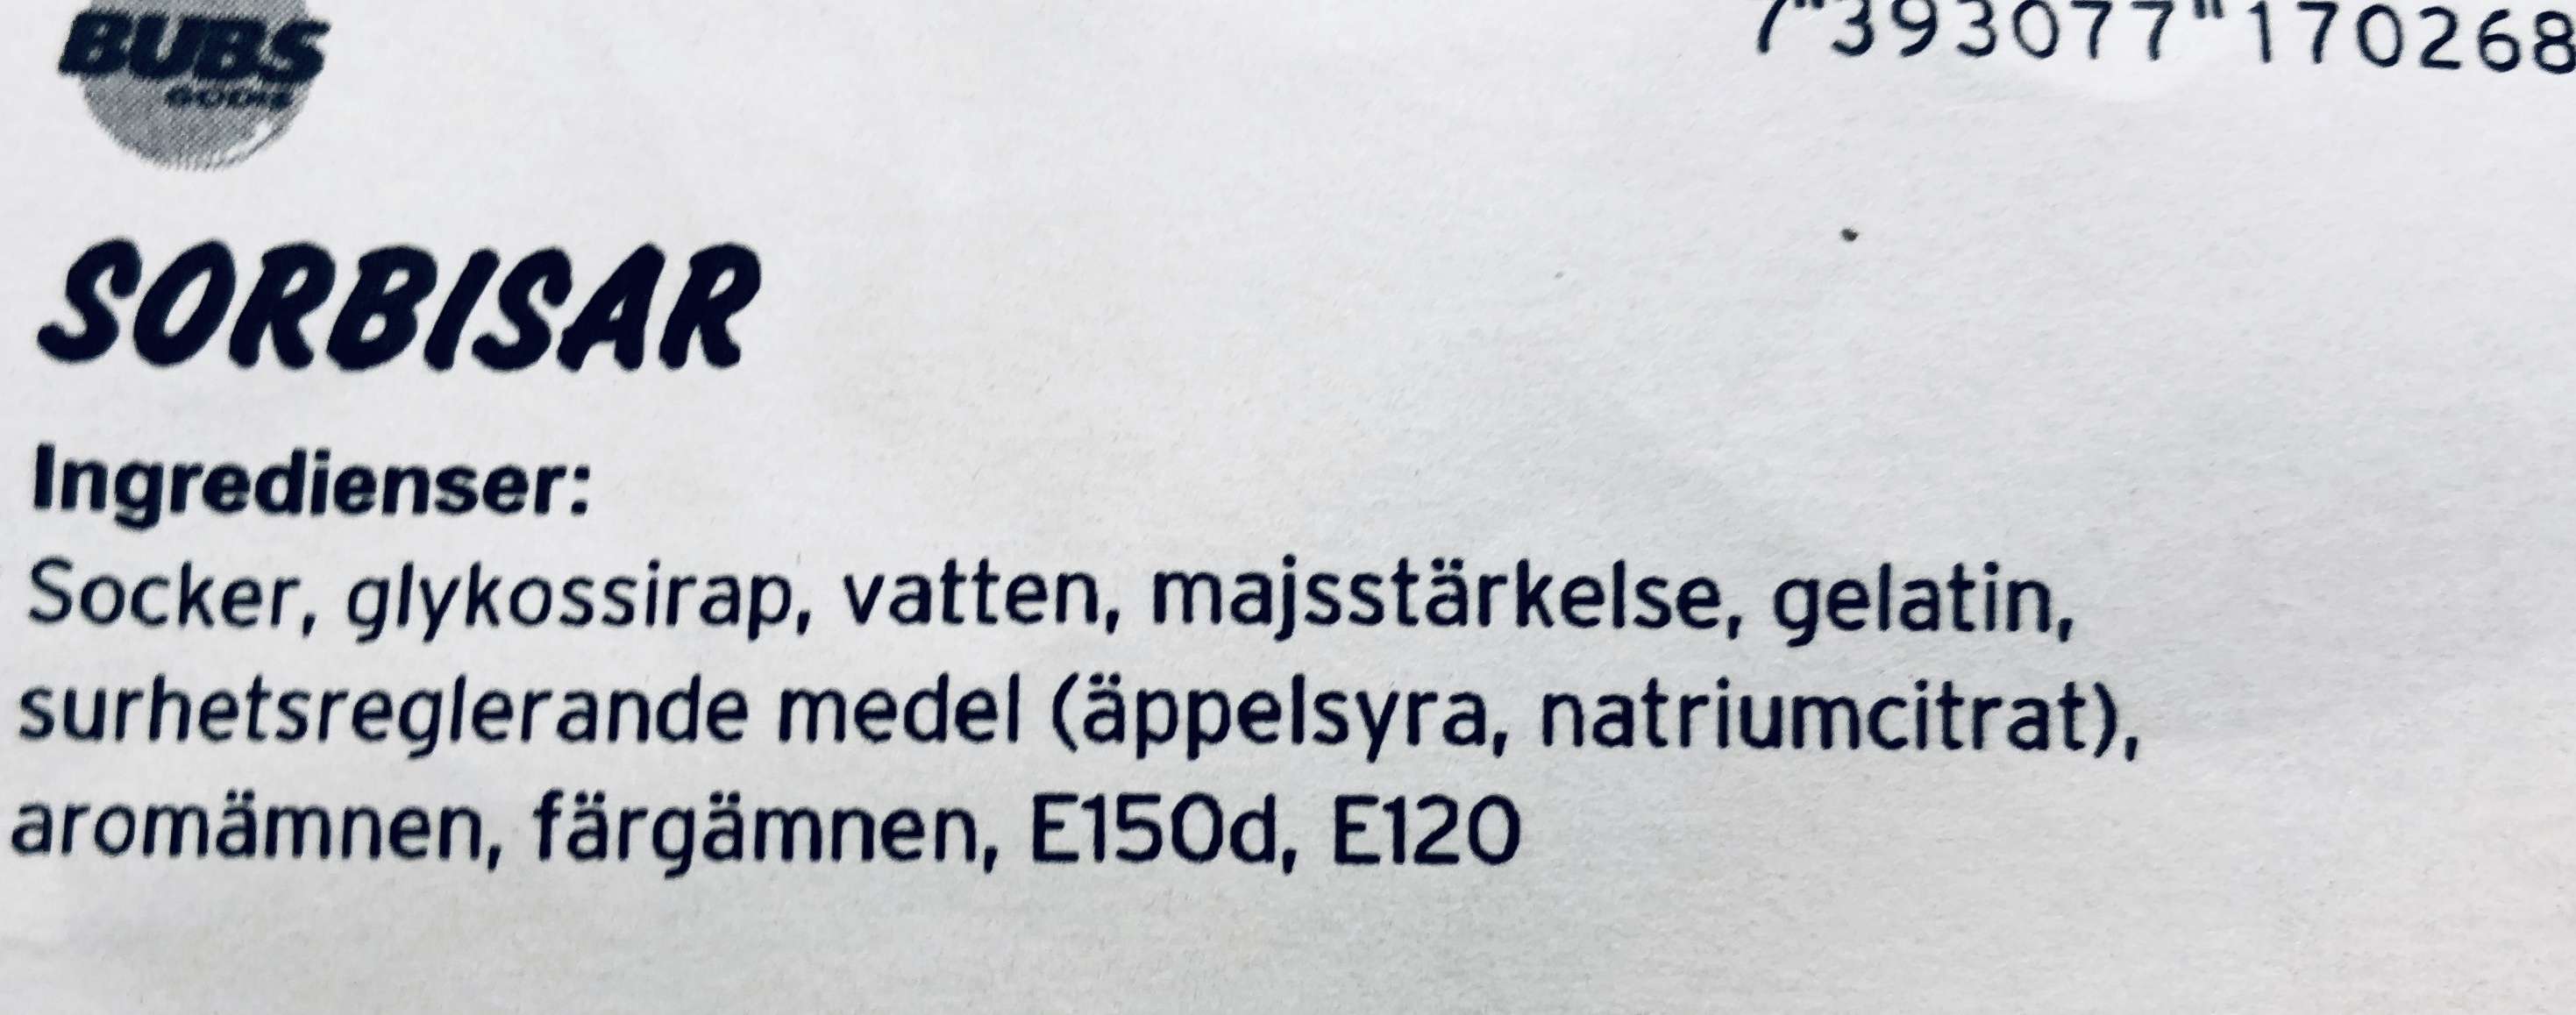 BUBS
GODIS
7"393077"170268
SORBISAR
Ingredienser:
Socker, glykossirap, vatten, majsstärkelse, gelatin,
surhetsreglerande medel (äppelsyra, natriumcitrat),
aromämnen, färgämnen, E150d, E120